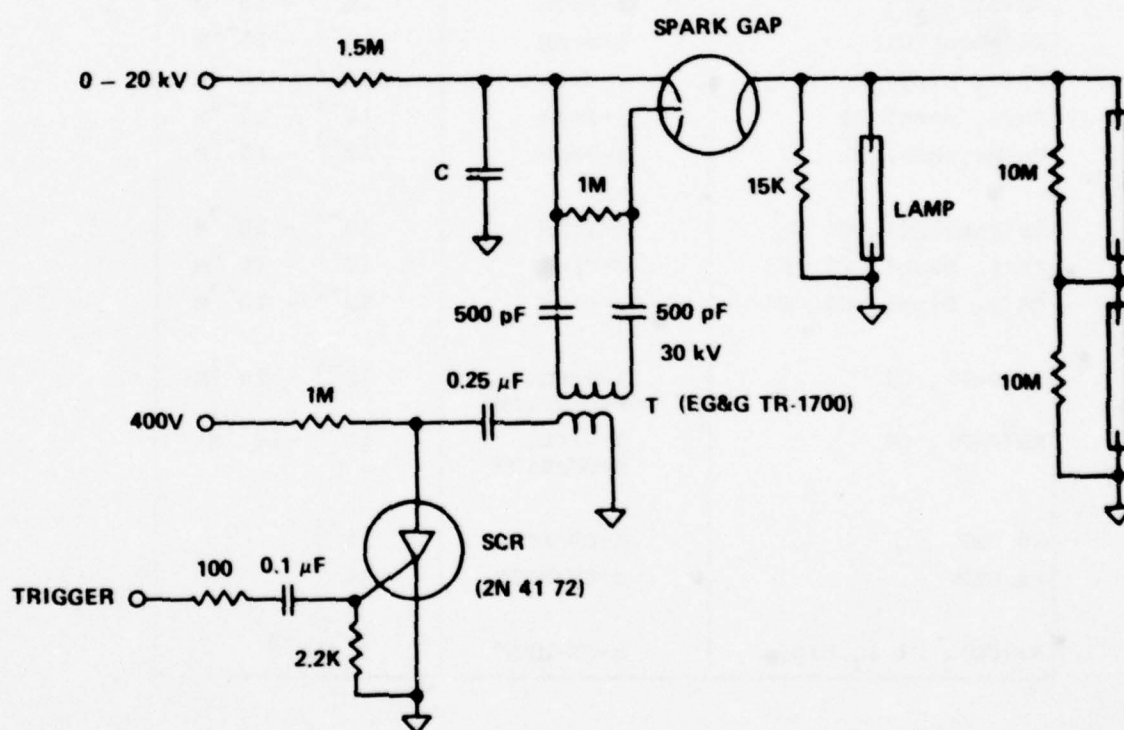 SPARK GAP
1.5M
0 – 20 kV
C
1M
15K
LAMP
10M
500 pF
500 pF
30 kV
10M
0.25 μF
T (EG&G TR-1700)
1M
400V
SCR
(2N 41 72)
100
0.1 μF
TRIGGER
2.2K